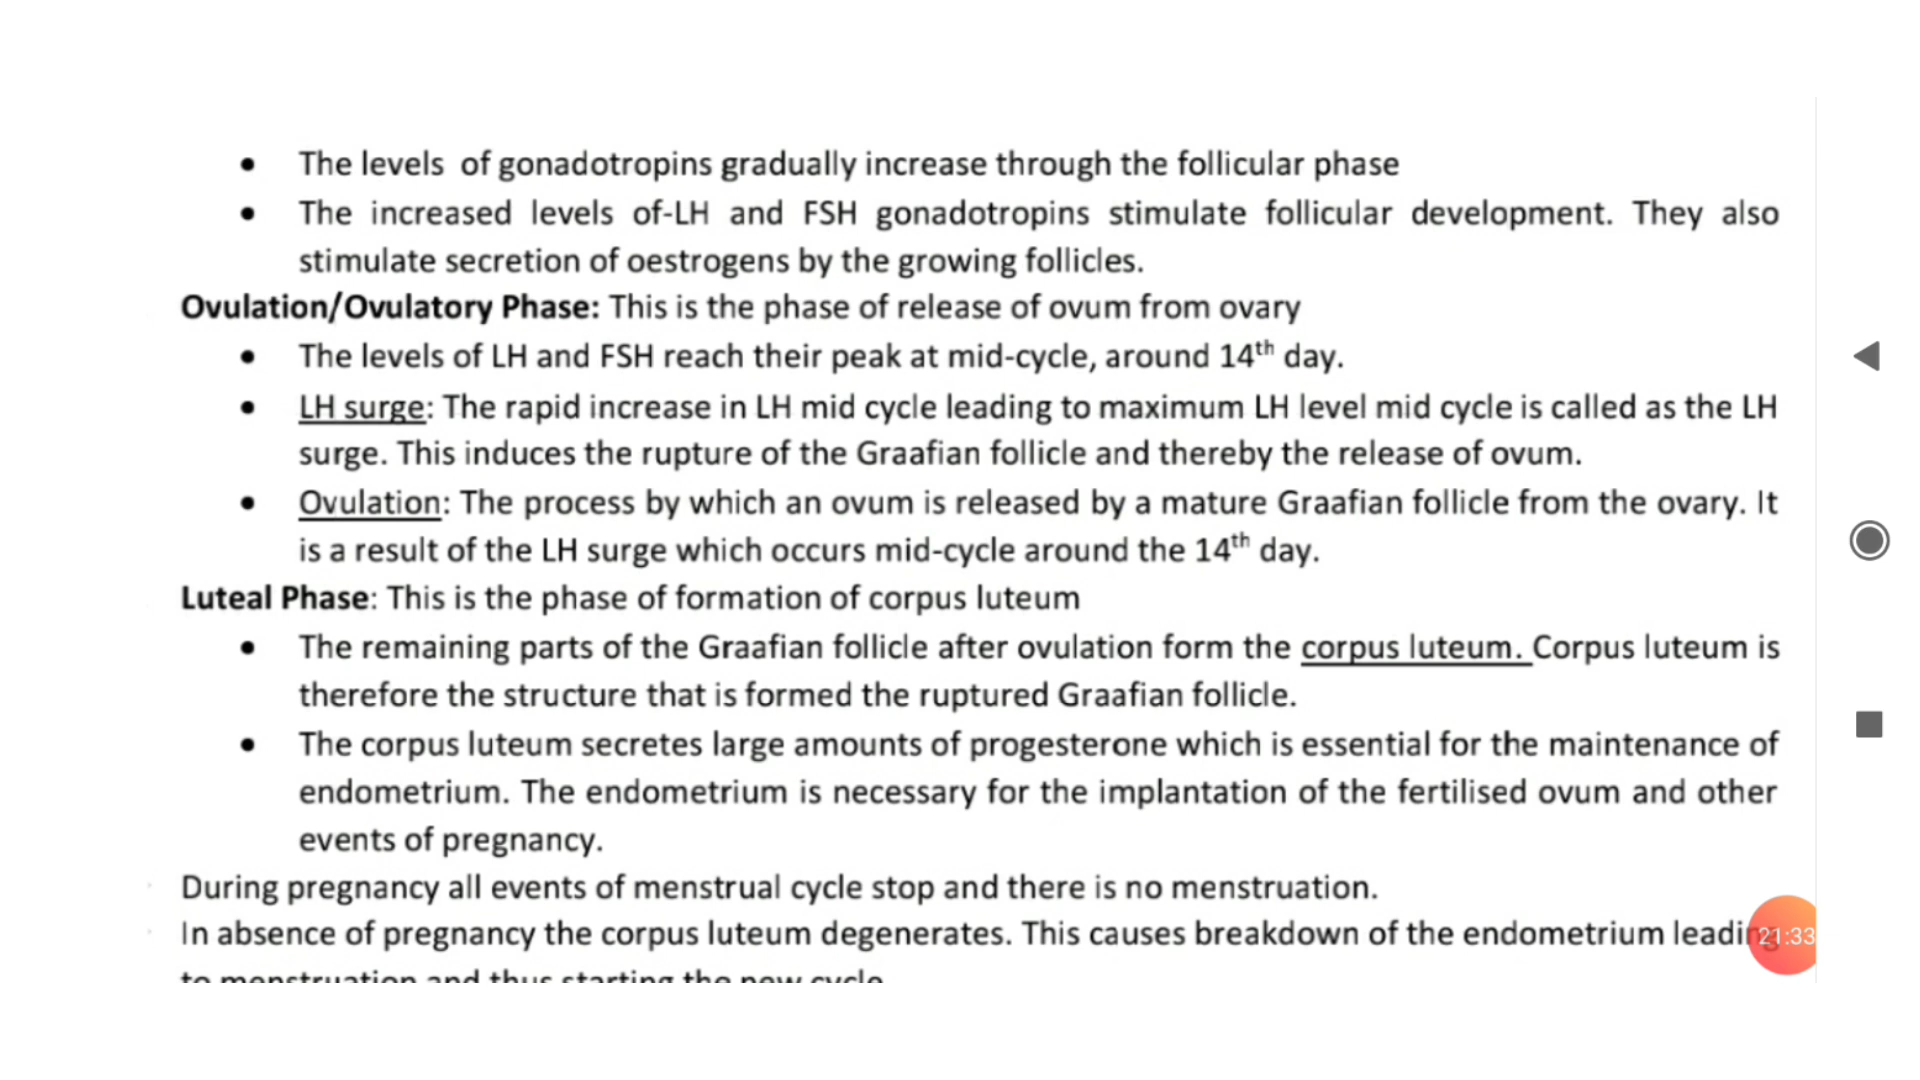 • The levels of gonadotropins gradually increase through the follicular phase
• The increased levels of-LH and FSH gonadotropins stimulate follicular development. They also
stimulate secretion of oestrogens by the growing follicles.
Ovulation/Ovulatory Phase: This is the phase of release of ovum from ovary
• The levels of LH and FSH reach their peak at mid-cycle, around 14th day.
• LH surge: The rapid increase in LH mid cycle leading to maximum LH level mid cycle is called as the LH
surge. This induces the rupture of the Graafian follicle and thereby the release of ovum.
• Ovulation: The process by which an ovum is released by a mature Graafian follicle from the ovary. It
is a result of the LH surge which occurs mid-cycle around the 14th day.
Luteal Phase: This is the phase of formation of corpus luteum
• The remaining parts of the Graafian follicle after ovulation form the corpus luteum. Corpus luteum is
therefore the structure that is formed the ruptured Graafian follicle.
• The corpus luteum secretes large amounts of progesterone which is essential for the maintenance of
endometrium. The endometrium is necessary for the implantation of the fertilised ovum and other
events of pregnancy.
During pregnancy all events of menstrual cycle stop and there is no menstruation.
In absence of pregnancy the corpus luteum degenerates. This causes breakdown of the endometrium leading
21:33
to menstruation and thus starting the new cycle